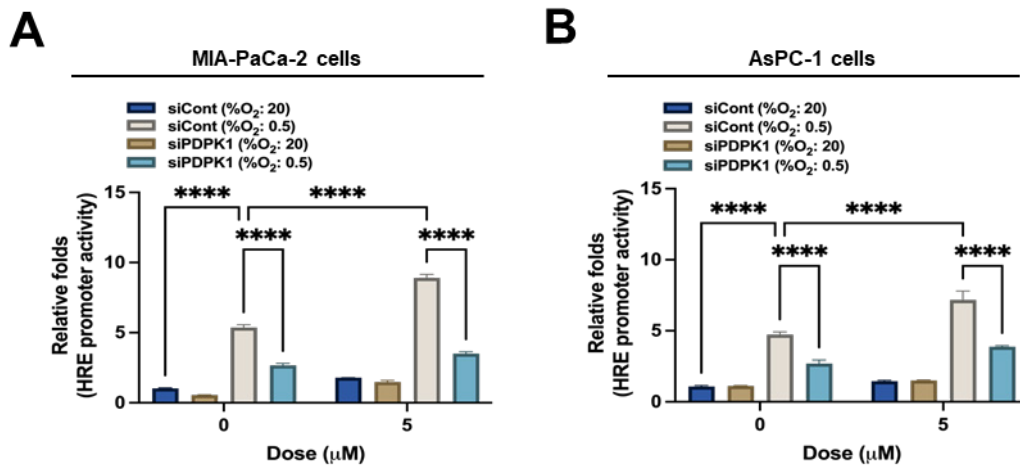 A
MIA-PaCa-2 cells
siCont (%O₂: 20)
siCont (%O₂: 0.5)
siPDPK1 (%O₂: 20)
siPDPK1 (%O₂: 0.5)
Relative folds
(HRE promoter activity)
15
10
5
0
****
****
****
****
0
5
Dose (μM)
B
AsPC-1 cells
siCont (%O₂: 20)
siCont (%O₂: 0.5)
siPDPK1 (%O₂: 20)
siPDPK1 (%O₂: 0.5)
Relative folds
(HRE promoter activity)
15
10
5
0
****
****
****
****
0
5
Dose (μM)